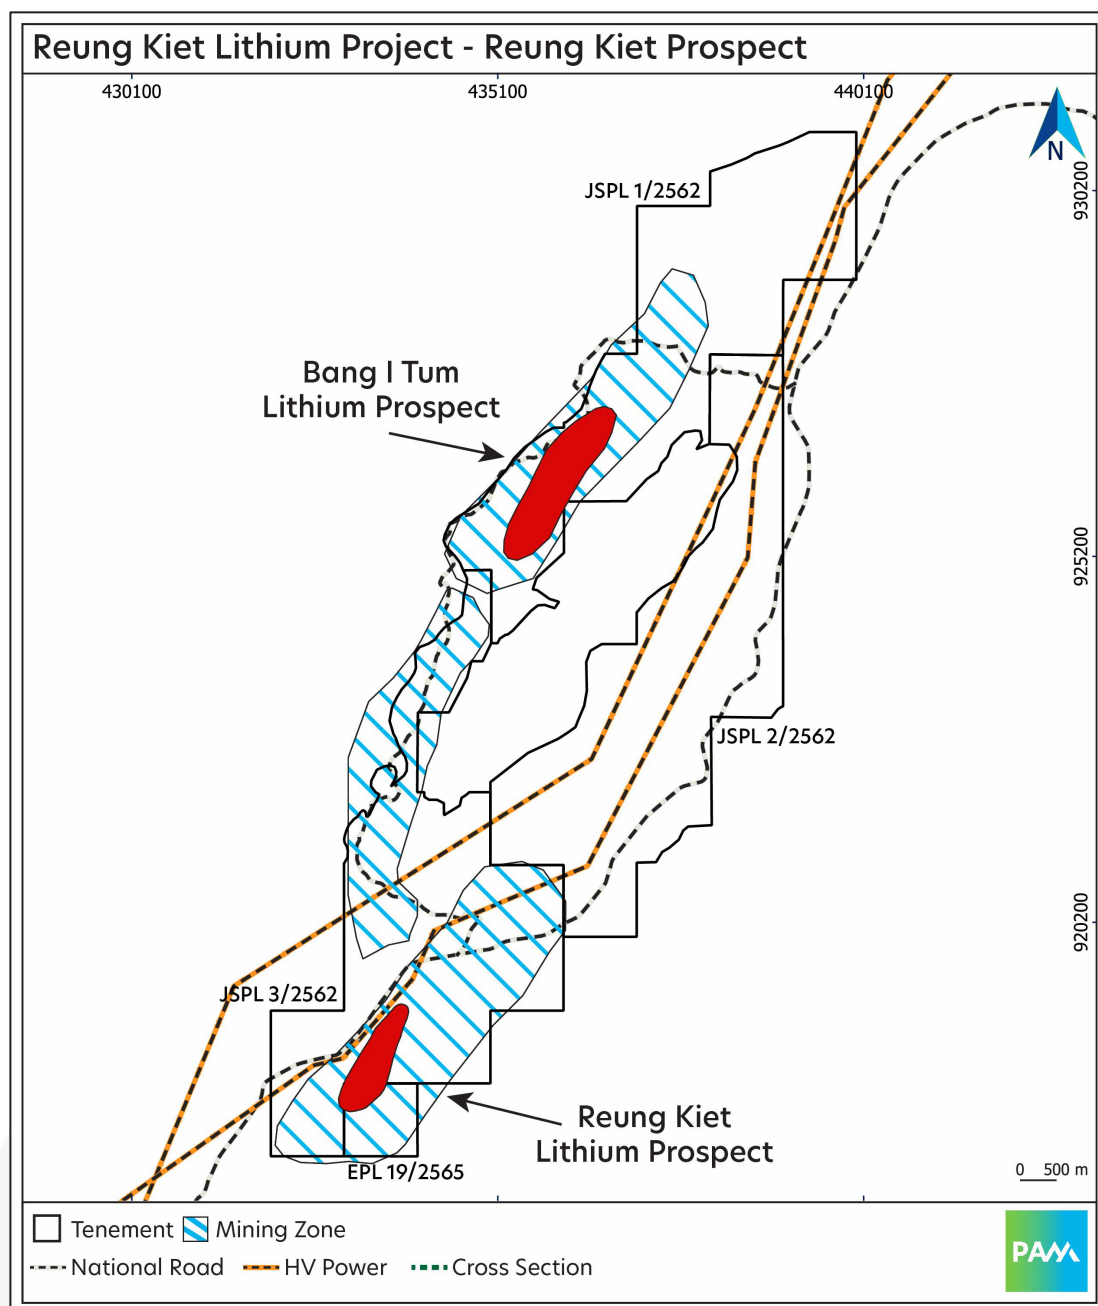 Reung Kiet Lithium Project - Reung Kiet Prospect
430100
435100
440100
N
930200
JSPL 1/2562
Bang I Tum
Lithium Prospect
925200
JSPL 2/2562
920200
JSPL 3/2562
Reung Kiet
Lithium Prospect
EPL 19/2565
0 500 m
Tenement
Mining Zone
National Road
HV Power
Cross Section
PAM